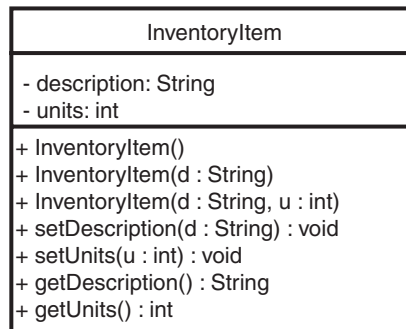 InventoryItem
- description: String
- units: int
+ InventoryItem()
+ InventoryItem(d : String)
+ InventoryItem(d : String, u : int)
+ setDescription(d : String) : void
+ setUnits(u : int) : void
+ getDescription() : String
+ getUnits() : int